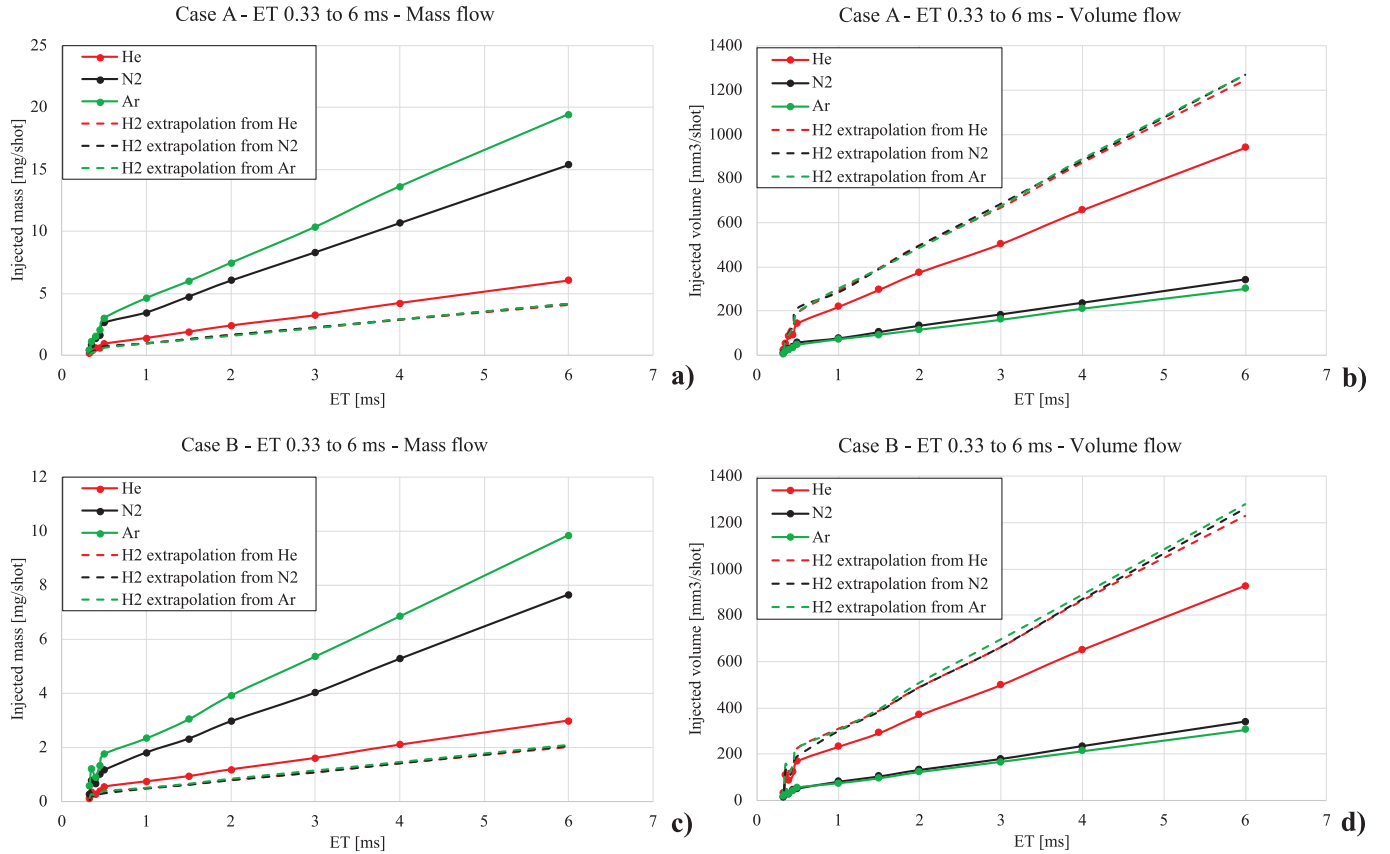 Case A - ET 0.33 to 6 ms - Mass flow
25
20
15
10
5
0
Injected mass [mg/shot]
He
N2
Ar
H2 extrapolation from He
H2 extrapolation from N2
H2 extrapolation from Ar
0 1 2 3 4 5 6 7
ET [ms]
a)
Case A - ET 0.33 to 6 ms - Volume flow
1400
1200
1000
800
600
400
200
0
Injected volume [mm3/shot]
He
N2
Ar
H2 extrapolation from He
H2 extrapolation from N2
H2 extrapolation from Ar
0 1 2 3 4 5 6 7
ET [ms]
b)
Case B - ET 0.33 to 6 ms - Mass flow
12
10
8
6
4
2
0
Injected mass [mg/shot]
He
N2
Ar
H2 extrapolation from He
H2 extrapolation from N2
H2 extrapolation from Ar
0 1 2 3 4 5 6 7
ET [ms]
c)
Case B - ET 0.33 to 6 ms - Volume flow
1400
1200
1000
800
600
400
200
0
Injected volume [mm3/shot]
He
N2
Ar
H2 extrapolation from He
H2 extrapolation from N2
H2 extrapolation from Ar
0 1 2 3 4 5 6 7
ET [ms]
d)